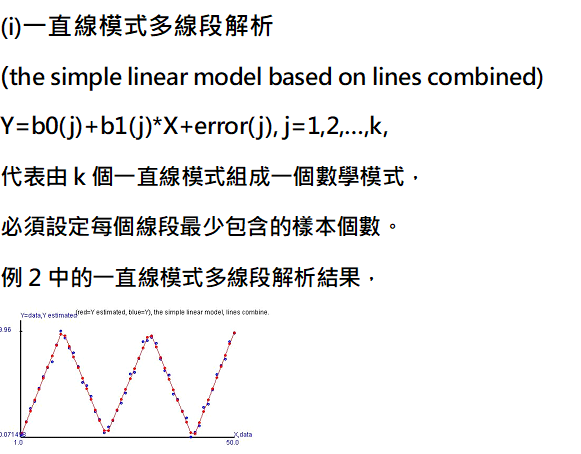 (i)一直線模式多線段解析
(the simple linear model based on lines combined)
Y=b0(j)+b1(j)*X+error(j), j=1,2,...,k,
代表由 k 個一直線模式組成一個數學模式，
必須設定每個線段最少包含的樣本個數。
例 2 中的一直線模式多線段解析結果，
Y=data,Y estimated
(red=Y estimated, blue=Y), the simple linear model, lines combine.
9.96
X,data
1.0
50.0